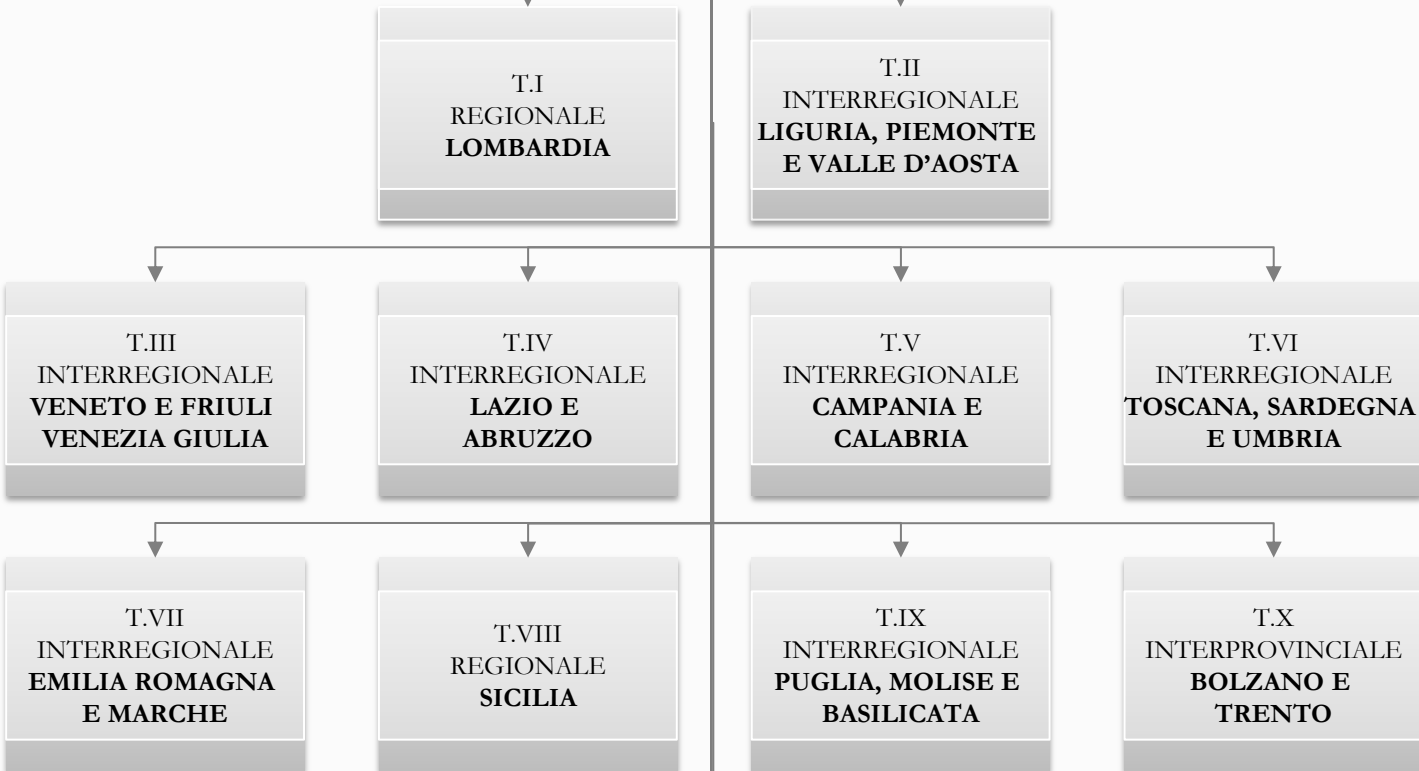 T.I
REGIONALE
LOMBARDIA
T.II
INTERREGIONALE
LIGURIA, PIEMONTE
E VALLE D’AOSTA
T.III
INTERREGIONALE
VENETO E FRIULI
VENEZIA GIULIA
T.IV
INTERREGIONALE
LAZIO E
ABRUZZO
T.V
INTERREGIONALE
CAMPANIA E
CALABRIA
T.VI
INTERREGIONALE
TOSCANA, SARDEGNA
E UMBRIA
T.VII
INTERREGIONALE
EMILIA ROMAGNA
E MARCHE
T.VIII
REGIONALE
SICILIA
T.IX
INTERREGIONALE
PUGLIA, MOLISE E
BASILICATA
T.X
INTERPROVINCIALE
BOLZANO E
TRENTO